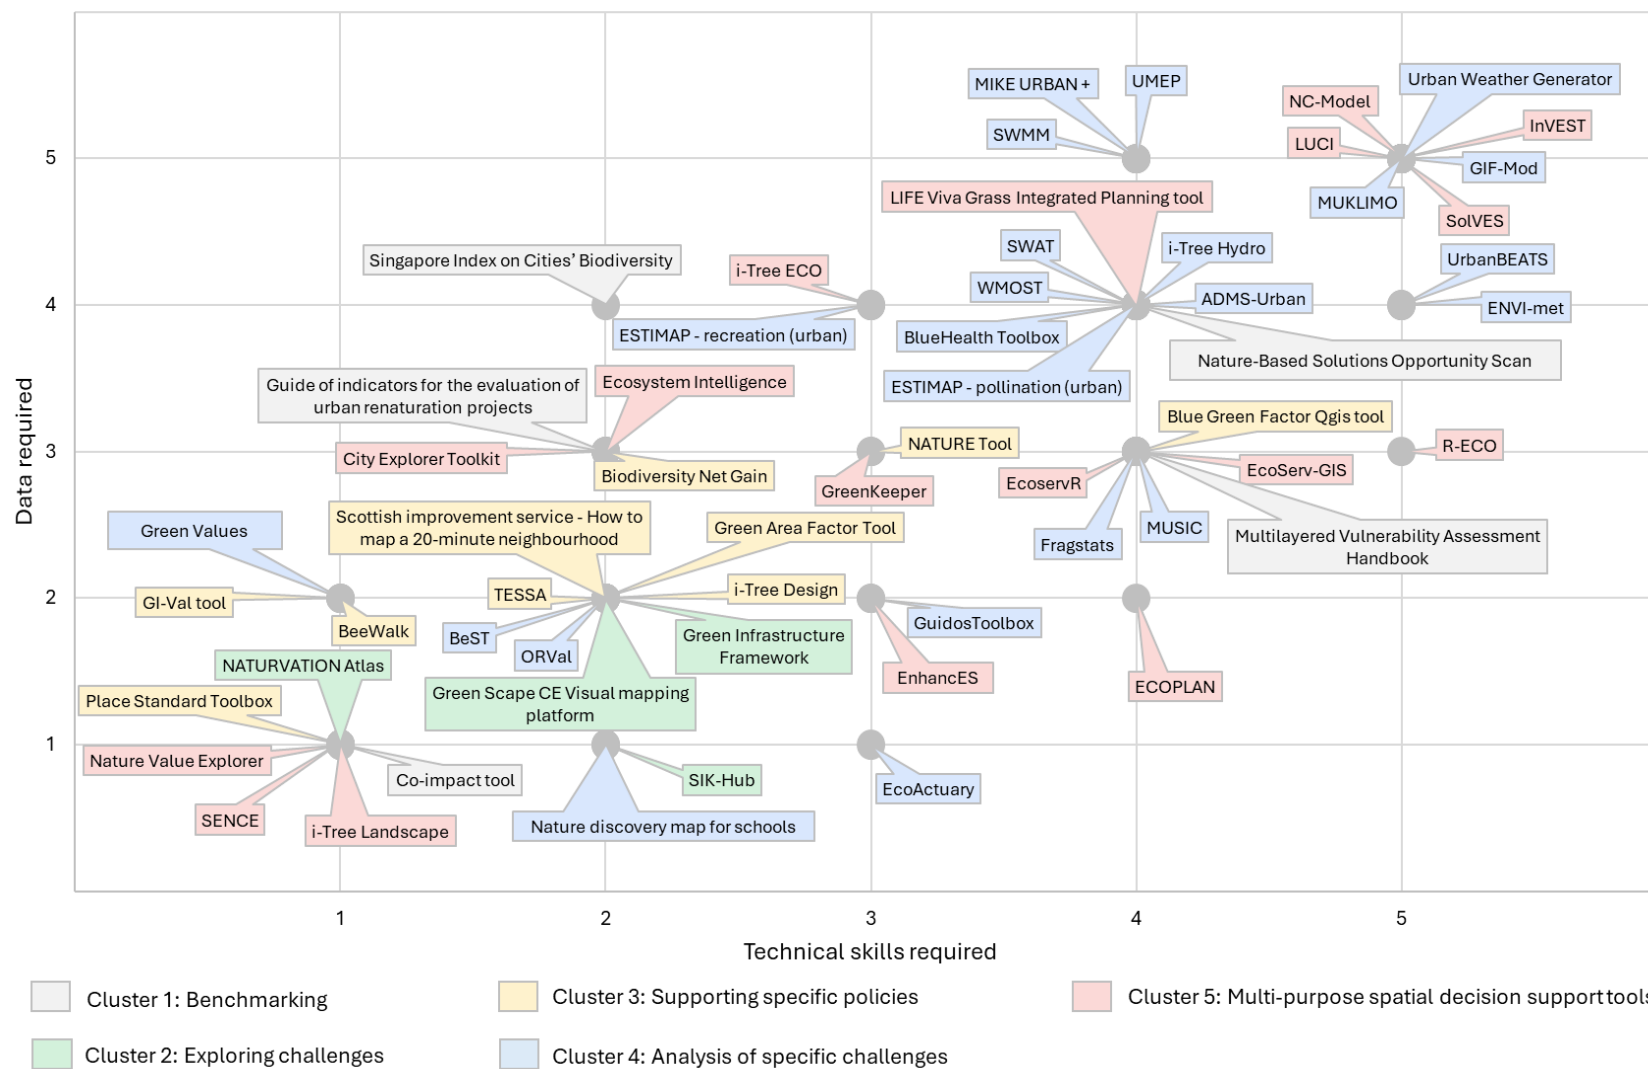 MIKE URBAN +
UMEP
Urban Weather Generator
NC-Model
SWMM
InVEST
LUCI
5
GIF-Mod
LIFE Viva Grass Integrated Planning tool
MUKLIMO
SolVES
Singapore Index on Cities’ Biodiversity
SWAT
i-Tree Hydro
UrbanBEATS
i-Tree ECO
WMOST
ADMS-Urban
4
ENVI-met
ESTIMAP - recreation (urban)
BlueHealth Toolbox
Nature-Based Solutions Opportunity Scan
Guide of indicators for the evaluation of
urban renaturation projects
Ecosystem Intelligence
ESTIMAP - pollination (urban)
Blue Green Factor Qgis tool
Data required
3
City Explorer Toolkit
NATURE Tool
R-ECO
Biodiversity Net Gain
GreenKeeper
EcoservR
EcoServ-GIS
Green Values
Scottish improvement service - How to
map a 20-minute neighbourhood
Green Area Factor Tool
Fragstats
MUSIC
Multilayered Vulnerability Assessment
Handbook
2
GI-Val tool
TESSA
i-Tree Design
BeeWalk
BeST
ORVal
Green Infrastructure
Framework
GuidosToolbox
NATURVATION Atlas
EnhancES
ECOPLAN
Place Standard Toolbox
Green Scape CE Visual mapping
platform
1
Nature Value Explorer
Co-impact tool
SIK-Hub
EcoActuary
SENCE
i-Tree Landscape
Nature discovery map for schools
1
2
3
4
5
Technical skills required
Cluster 1: Benchmarking
Cluster 3: Supporting specific policies
Cluster 5: Multi-purpose spatial decision support tools
Cluster 2: Exploring challenges
Cluster 4: Analysis of specific challenges